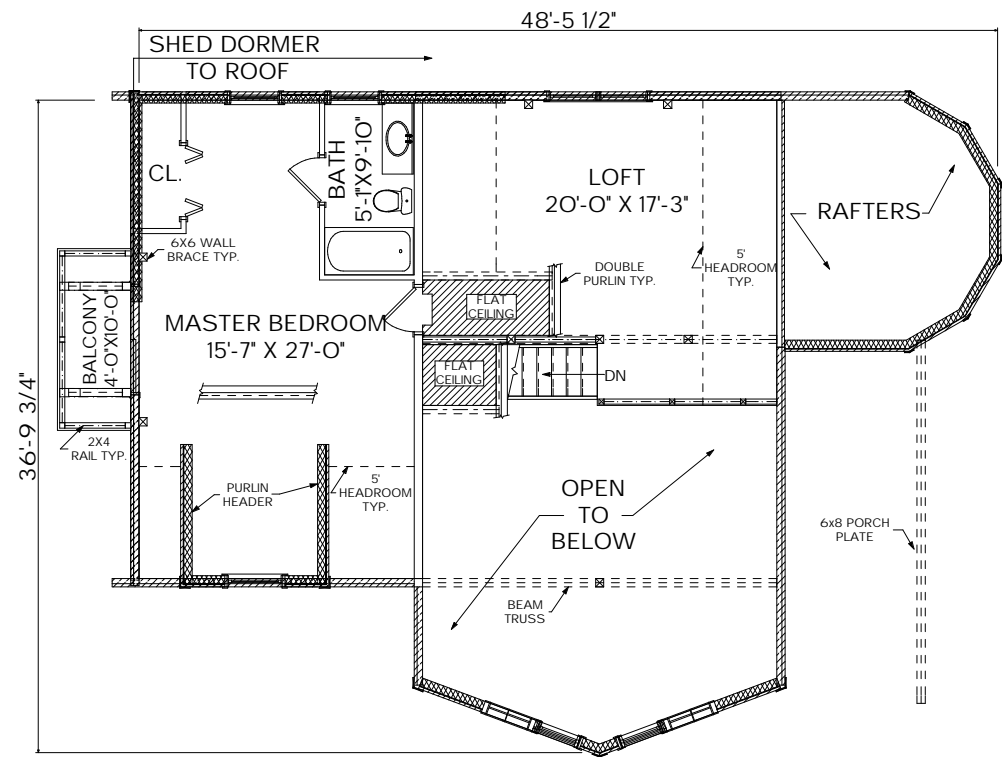 48'-5 1/2"
SHED DORMER
TO ROOF
CL.
BATH
5'-1"X9'-10"
LOFT
20'-0" X 17'-3"
RAFTERS
6X6 WALL
BRACE TYP.
DOUBLE
PURLIN TYP.
5'
HEADROOM
TYP.
BALCONY
4'-0"X10'-0"
FLAT
CEILING
MASTER BEDROOM
15'-7" X 27'-0"
FLAT
CEILING
DN
36'-9 3/4"
2X4
RAIL TYP.
PURLIN
HEADER
5'
HEADROOM
TYP.
OPEN
TO
BELOW
6x8 PORCH
PLATE
BEAM
TRUSS